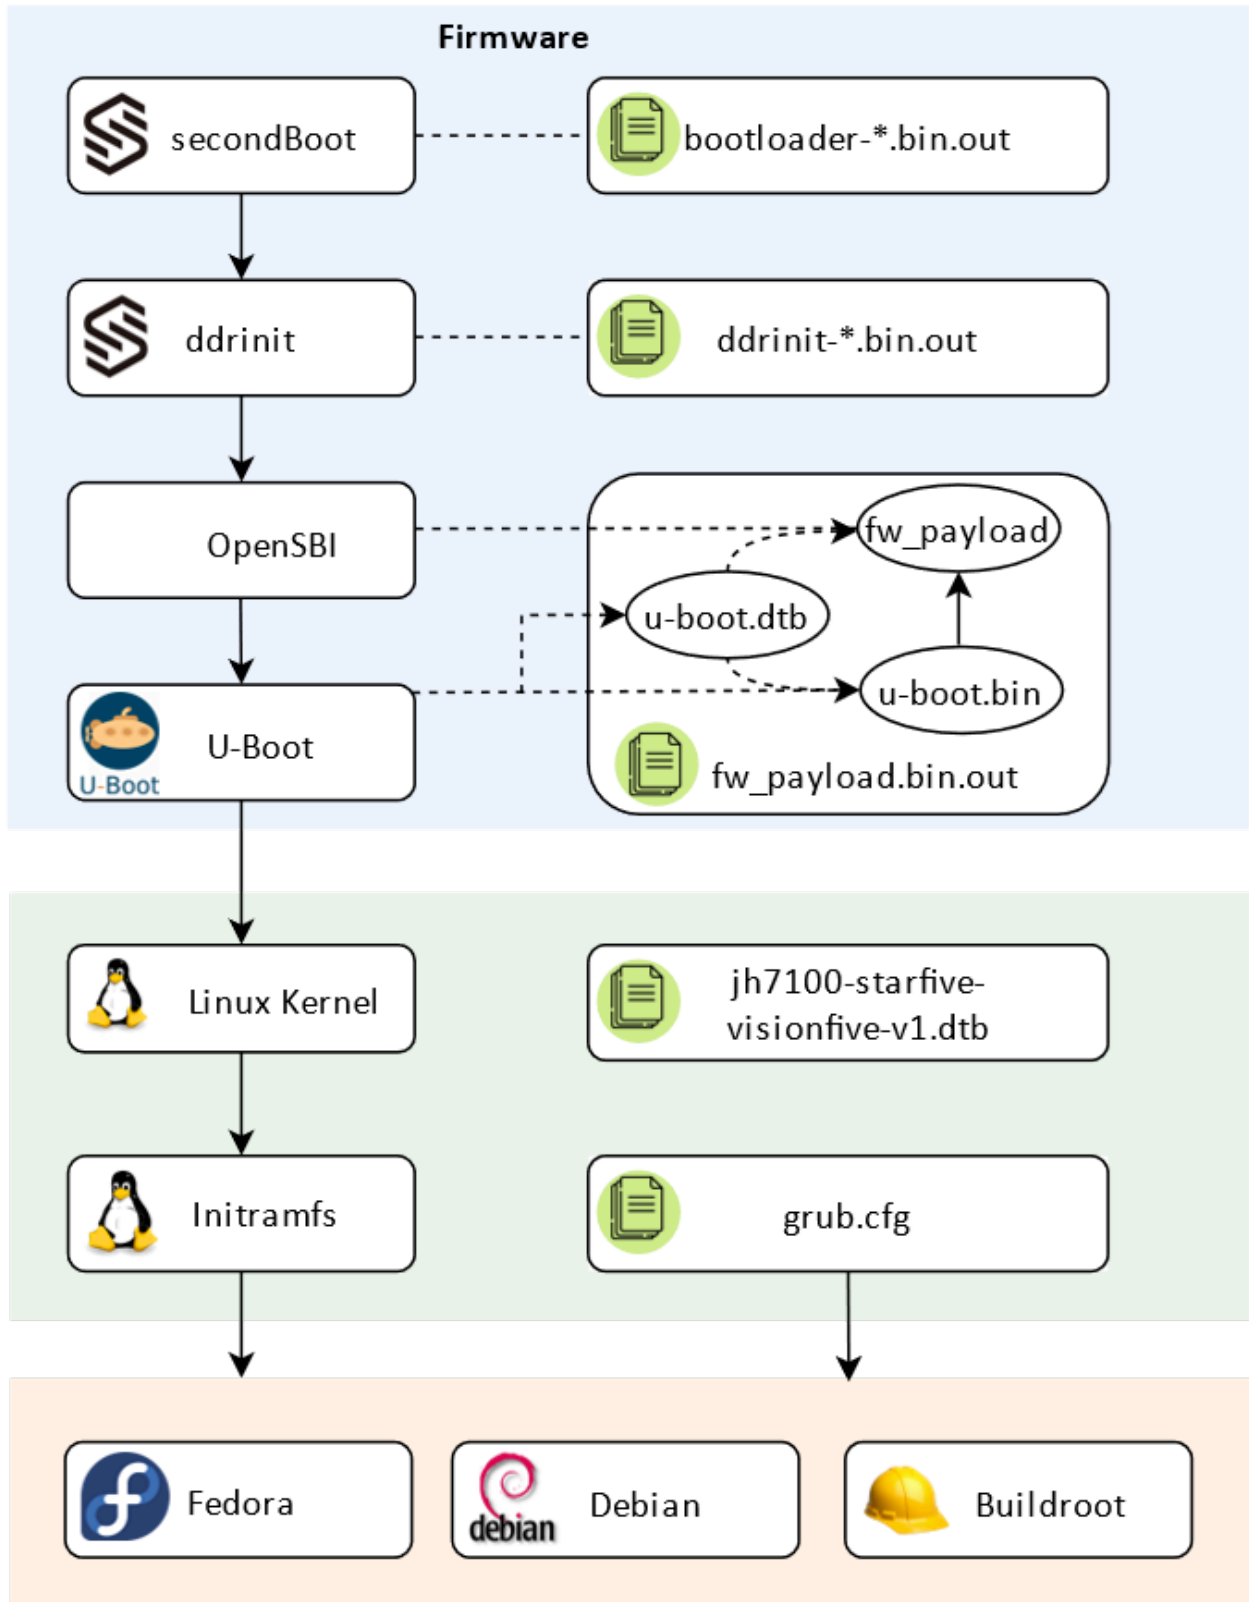 Firmware
secondBoot
bootloader-*.bin.out
ddrinit
ddrinit-*.bin.out
OpenSBI
fw_payload
u-boot.dtb
u-boot.bin
U-Boot
U-Boot
fw_payload.bin.out
Linux Kernel
jh7100-starfive-
visionfive-v1.dtb
Initramfs
grub.cfg
Fedora
debian
Debian
Buildroot